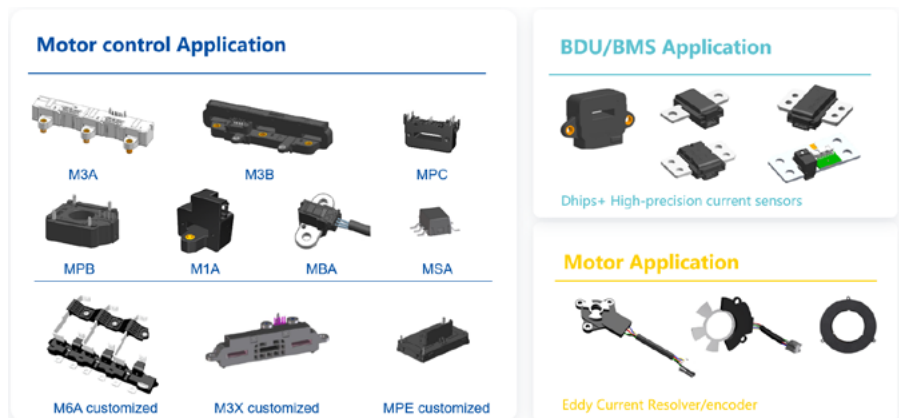 Motor control Application
M3A
M3B
MPC
MPB
M1A
MBA
MSA
M6A customized
M3X customized
MPE customized
BDU/BMS Application
Dhips+ High-precision current sensors
Motor Application
Eddy Current Resolver/encoder